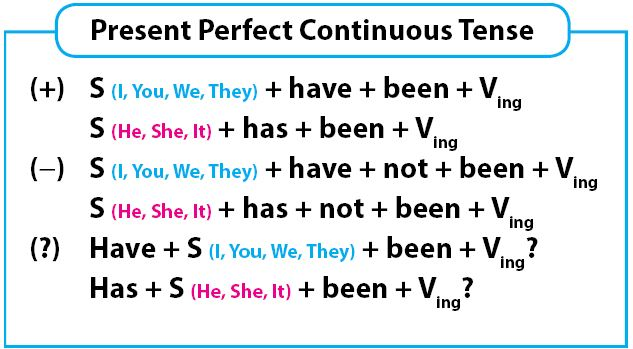 Present Perfect Continuous Tense
(+) S (I, You, We, They) + have + been + Ving
S (He, She, It) + has + been + Ving
(−) S (I, You, We, They) + have + not + been + Ving
S (He, She, It) + has + not + been + Ving
(?) Have + S (I, You, We, They) + been + Ving?
Has + S (He, She, It) + been + Ving?